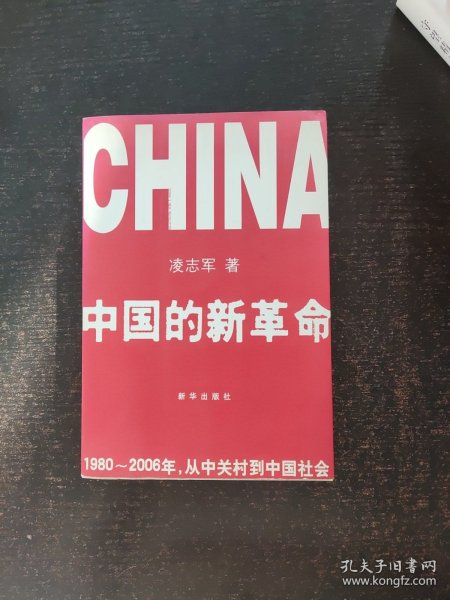 CHINA
凌志军 著
中国的新革命
新华出版社
1980～2006年，从中关村到中国社会
孔夫子旧书网
www.kongfz.com